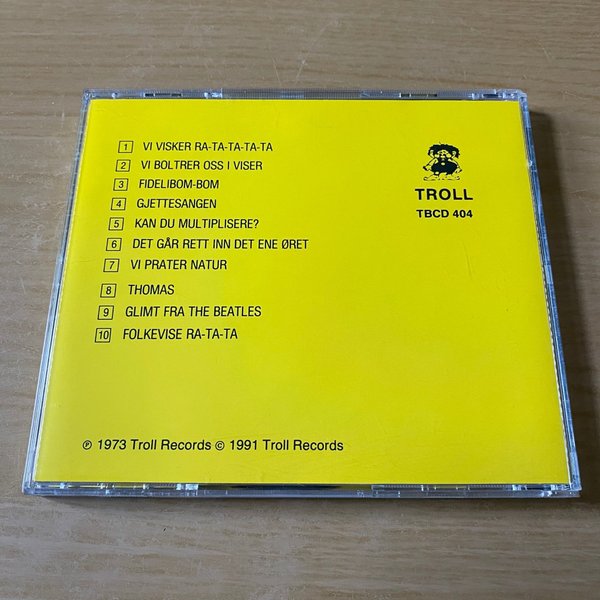 1 VI VISKER RA-TA-TA-TA-TA
2 VI BOLTRER OSS I VISER
3 FIDELIBOM-BOM
4 GJETTESANGEN
5 KAN DU MULTIPLISERE?
6 DET GÅR RETT INN DET ENE ØRET
7 VI PRATER NATUR
8 THOMAS
9 GLIMT FRA THE BEATLES
10 FOLKEVISE RA-TA-TA
TROLL
TBCD 404
℗ 1973 Troll Records © 1991 Troll Records